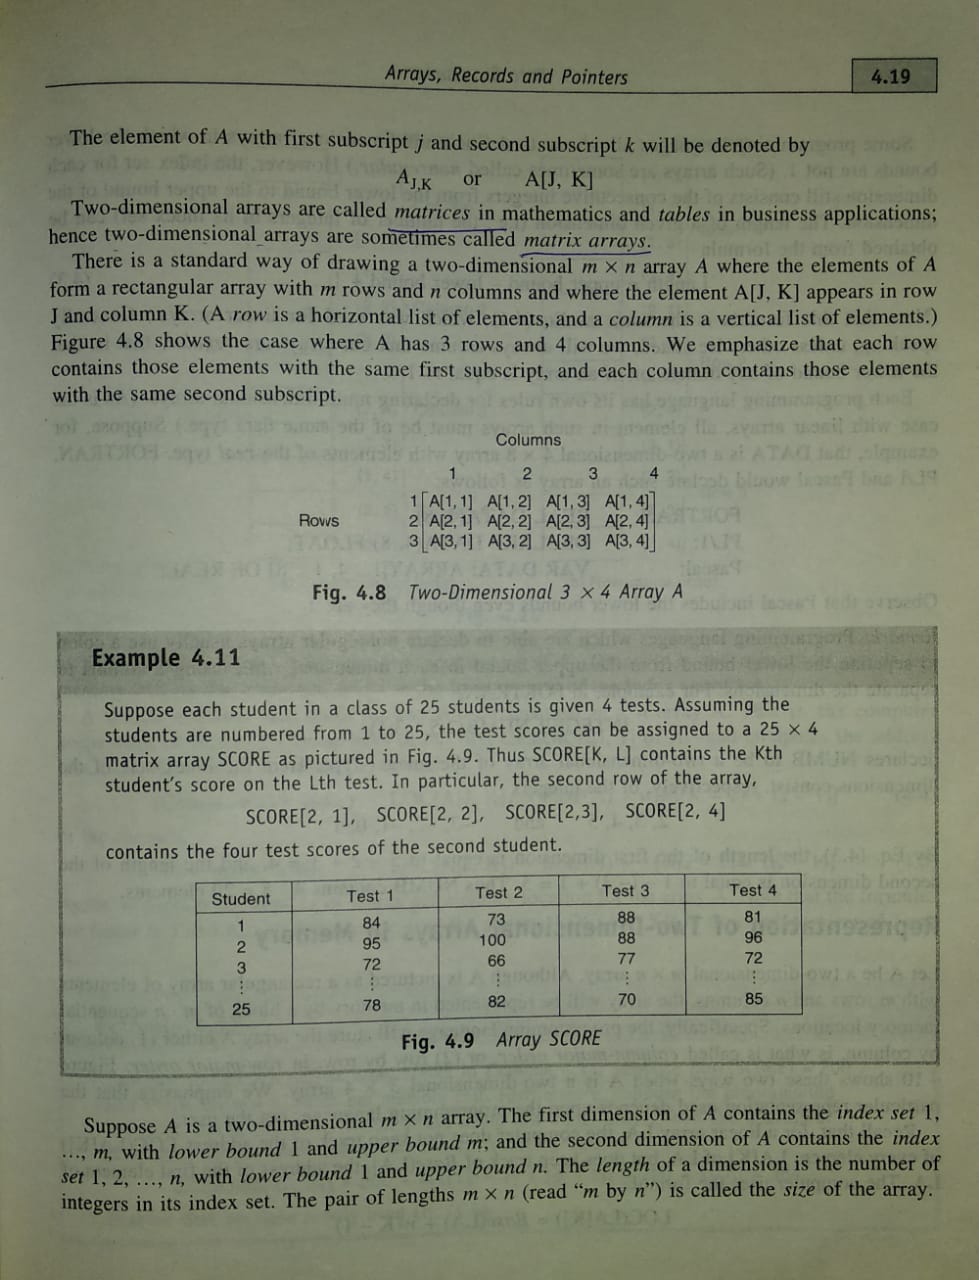 Arrays, Records and Pointers
4.19
The element of A with first subscript j and second subscript k will be denoted by
A_J,K or A[J, K]
Two-dimensional arrays are called matrices in mathematics and tables in business applications;
hence two-dimensional arrays are sometimes called matrix arrays.
There is a standard way of drawing a two-dimensional m × n array A where the elements of A
form a rectangular array with m rows and n columns and where the element A[J, K] appears in row
J and column K. (A row is a horizontal list of elements, and a column is a vertical list of elements.)
Figure 4.8 shows the case where A has 3 rows and 4 columns. We emphasize that each row
contains those elements with the same first subscript, and each column contains those elements
with the same second subscript.
Columns
1 2 3 4
1 [A[1, 1] A[1, 2] A[1, 3] A[1, 4]]
Rows 2 A[2, 1] A[2, 2] A[2, 3] A[2, 4]
3 A[3, 1] A[3, 2] A[3, 3] A[3, 4]
Fig. 4.8 Two-Dimensional 3 × 4 Array A
Example 4.11
Suppose each student in a class of 25 students is given 4 tests. Assuming the
students are numbered from 1 to 25, the test scores can be assigned to a 25 × 4
matrix array SCORE as pictured in Fig. 4.9. Thus SCORE[K, L] contains the Kth
student's score on the Lth test. In particular, the second row of the array,
SCORE[2, 1], SCORE[2, 2], SCORE[2,3], SCORE[2, 4]
contains the four test scores of the second student.
Student Test 1 Test 2 Test 3 Test 4
1 84 73 88 81
2 95 100 88 96
3 72 66 77 72
⋮ ⋮ ⋮ ⋮ ⋮
25 78 82 70 85
Fig. 4.9 Array SCORE
Suppose A is a two-dimensional m × n array. The first dimension of A contains the index set 1,
..., m, with lower bound 1 and upper bound m; and the second dimension of A contains the index
set 1, 2, ..., n, with lower bound 1 and upper bound n. The length of a dimension is the number of
integers in its index set. The pair of lengths m × n (read "m by n") is called the size of the array.